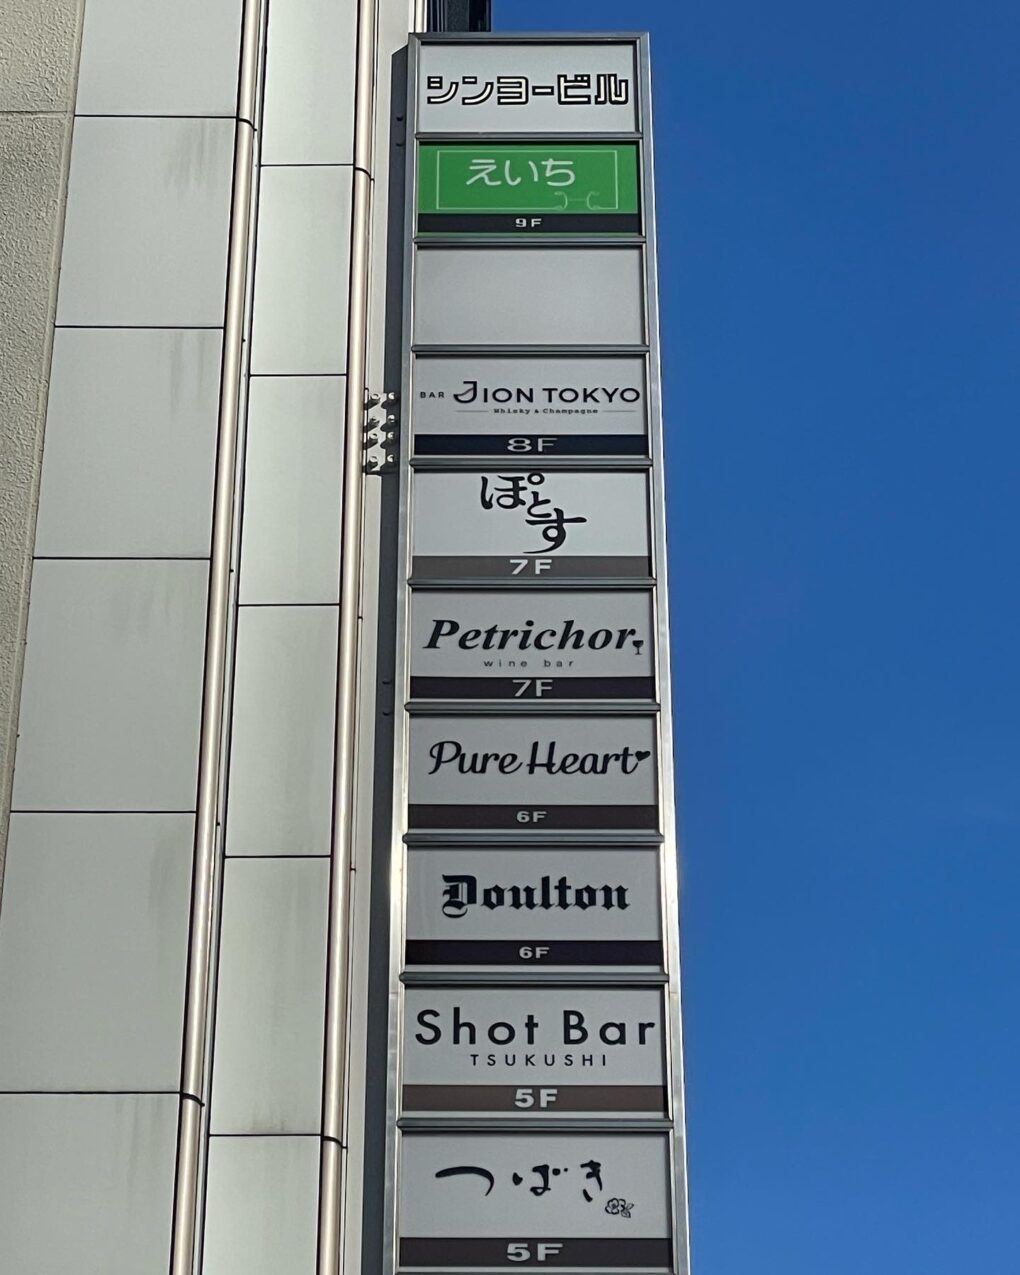 シンヨービル
えいち
9F
BAR JION TOKYO
Whisky & Champagne
8F
ぽとす
7F
Petrichor
wine bar
7F
Pure Heart
6F
Doulton
6F
Shot Bar
TSUKUSHI
5F
つばき
5F